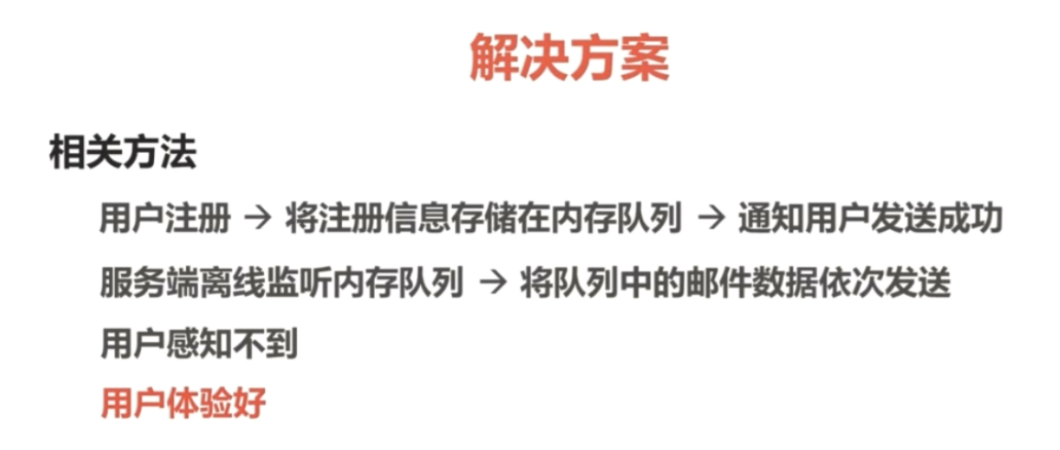 解决方案
相关方法
用户注册 → 将注册信息存储在内存队列 → 通知用户发送成功
服务端离线监听内存队列 → 将队列中的邮件数据依次发送
用户感知不到
用户体验好